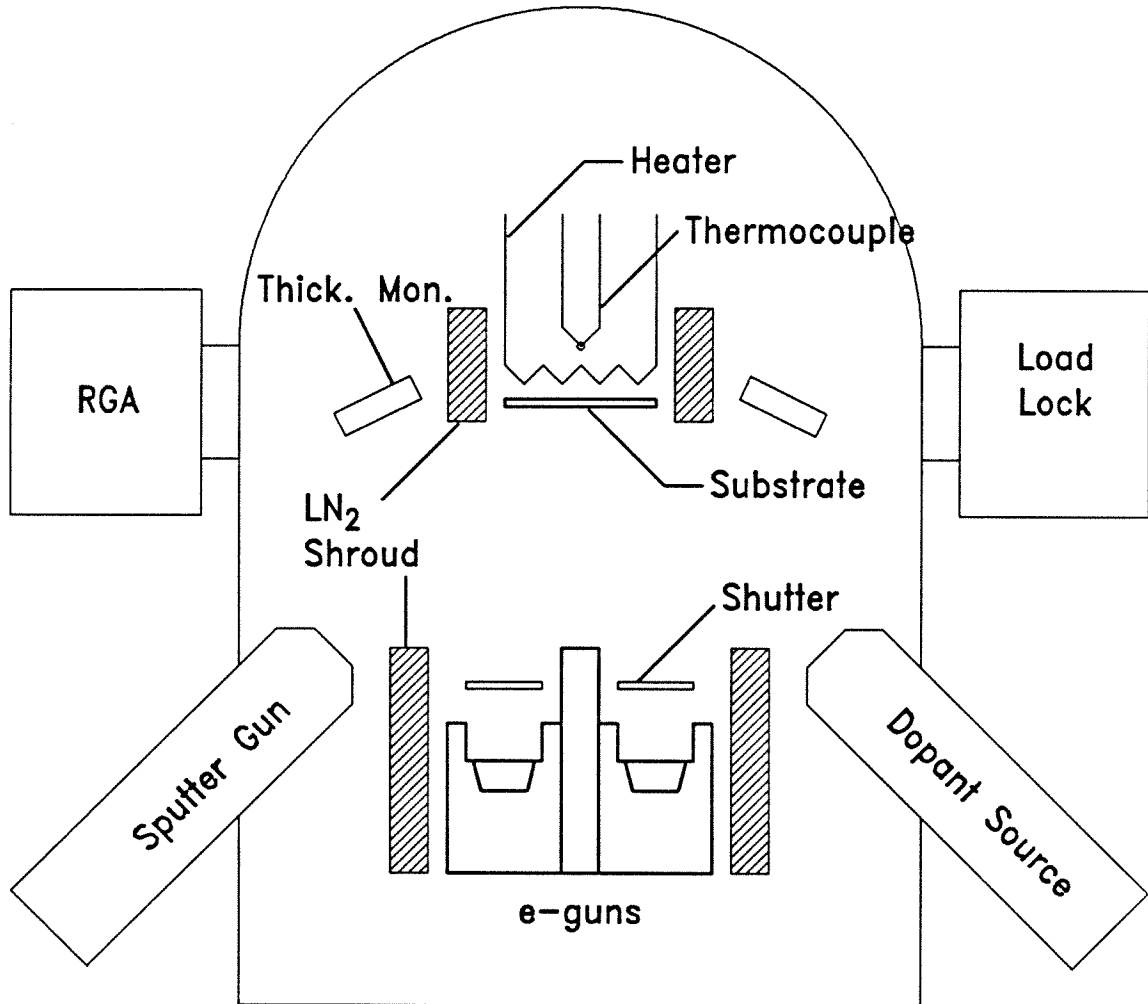 Heater
Thermocouple
Thick. Mon.
RGA
Load
Lock
Substrate
LN₂
Shroud
Shutter
Sputter Gun
Dopant Source
e-guns